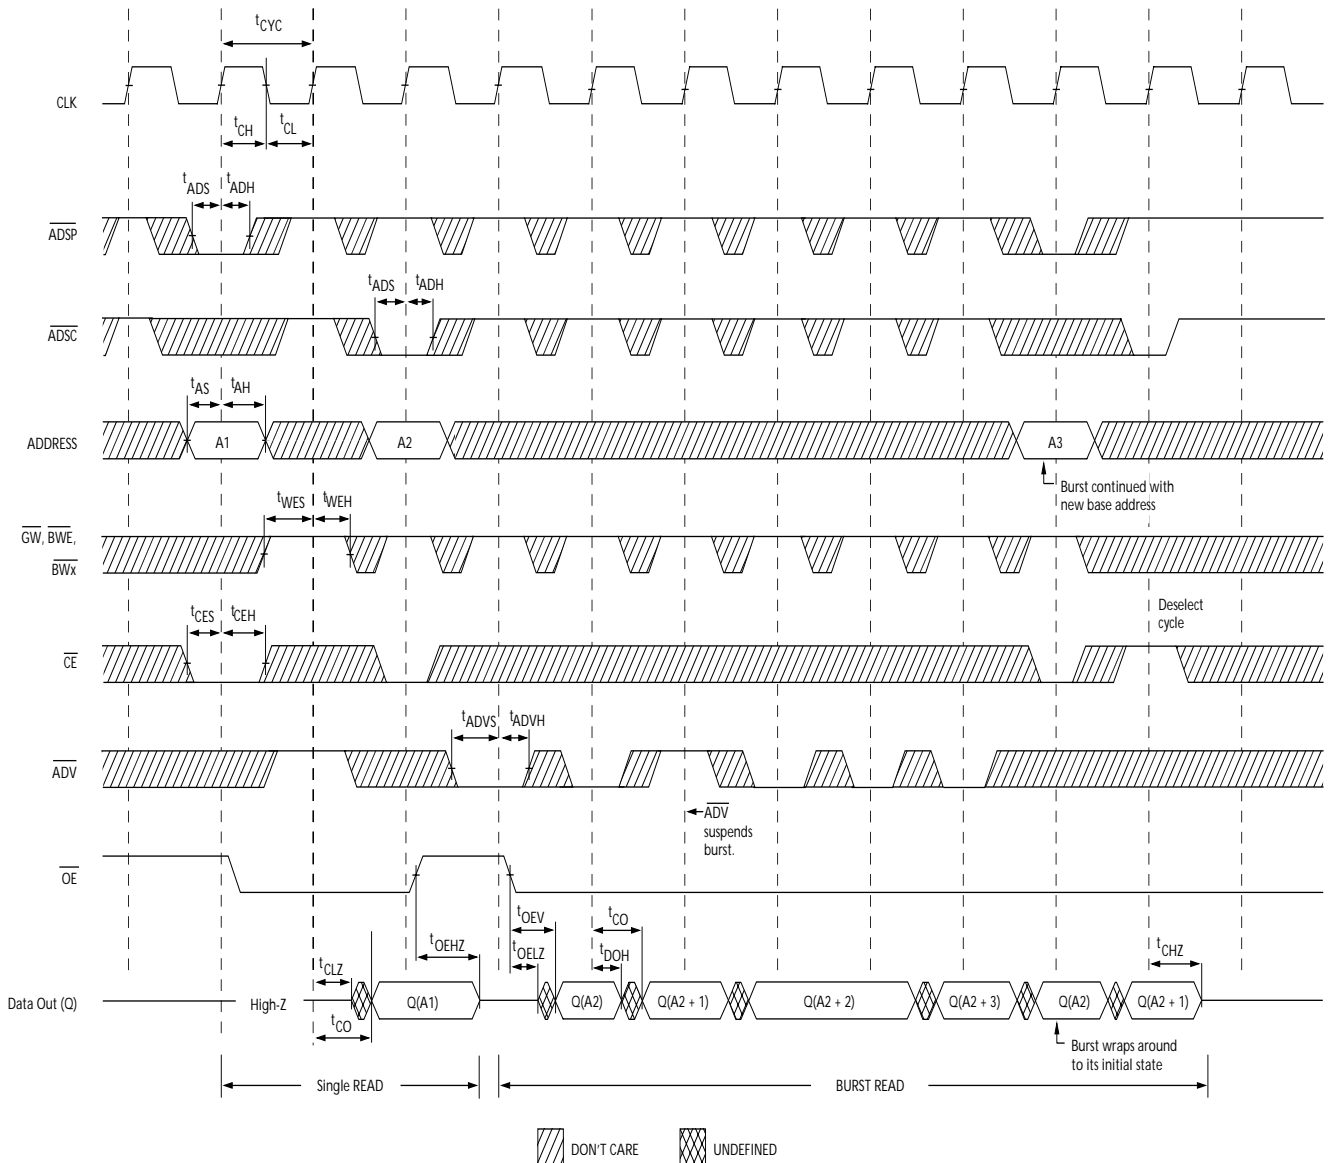 tCYC
CLK
tCH tCL
tADS tADH
ADSP
tADS tADH
ADSC
tAS tAH
ADDRESS A1 A2 A3
Burst continued with
new base address
tWES tWEH
GW, BWE,
BWx
tCES tCEH
Deselect
cycle
CE
tADVS tADVH
ADV
ADV
suspends
burst.
OE
tOEV tCO
tOEHZ tOELZ tDOH tCHZ
tCLZ
Data Out (Q) High-Z Q(A1) Q(A2) Q(A2 + 1) Q(A2 + 2) Q(A2 + 3) Q(A2) Q(A2 + 1)
tCO
Burst wraps around
to its initial state
Single READ BURST READ
DON'T CARE UNDEFINED